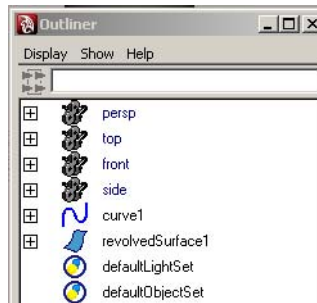 Outliner
Display Show Help
persp
top
front
side
curve1
revolvedSurface1
defaultLightSet
defaultObjectSet